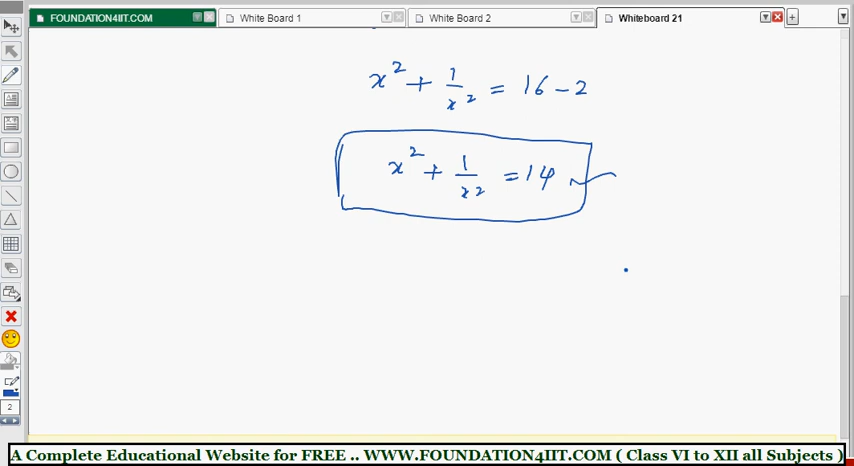 FOUNDATION4IIT.COM White Board 1 White Board 2 Whiteboard 21
x² + 1/x² = 16 - 2
x² + 1/x² = 14
2
A Complete Educational Website for FREE .. WWW.FOUNDATION4IIT.COM ( Class VI to XII all Subjects )